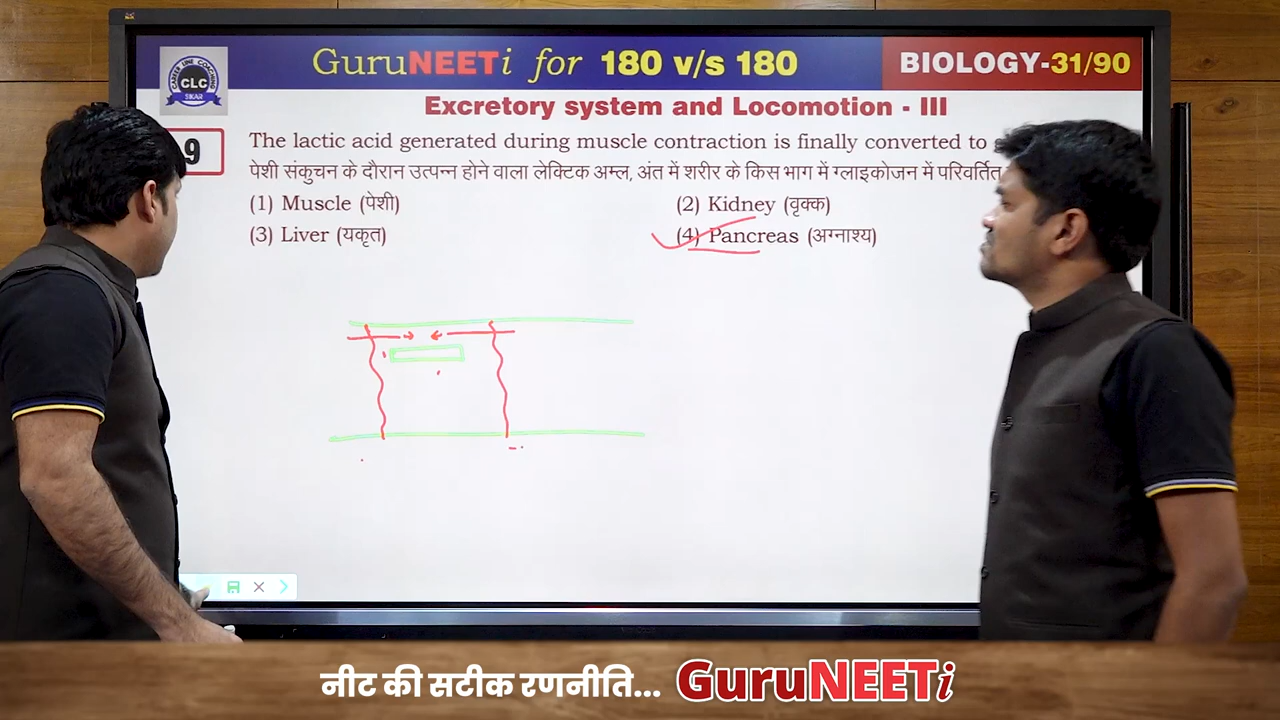 GuruNEETi for 180 v/s 180
BIOLOGY-31/90
CLC
SIKAR
Excretory system and Locomotion - III
9
The lactic acid generated during muscle contraction is finally converted to
पेशी संकुचन के दौरान उत्पन्न होने वाला लेक्टिक अम्ल, अंत में शरीर के किस भाग में ग्लाइकोजन में परिवर्तित
(1) Muscle (पेशी)
(2) Kidney (वृक्क)
(3) Liver (यकृत)
(4) Pancreas (अग्नाश्य)
नीट की सटीक रणनीति... GuruNEETi